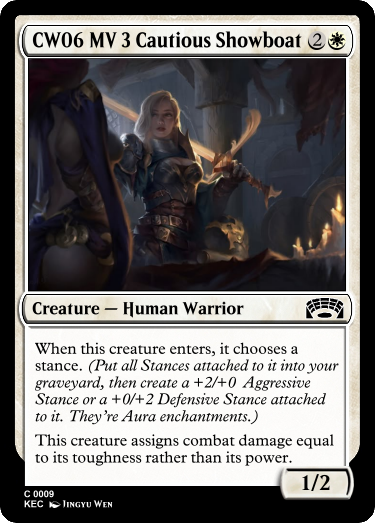 CW06 MV 3 Cautious Showboat 2
Creature — Human Warrior
When this creature enters, it chooses a
stance. (Put all Stances attached to it into your
graveyard, then create a +2/+0 Aggressive
Stance or a +0/+2 Defensive Stance attached
to it. They're Aura enchantments.)
This creature assigns combat damage equal
to its toughness rather than its power.
1/2
C 0009
KEC Jingyu Wen